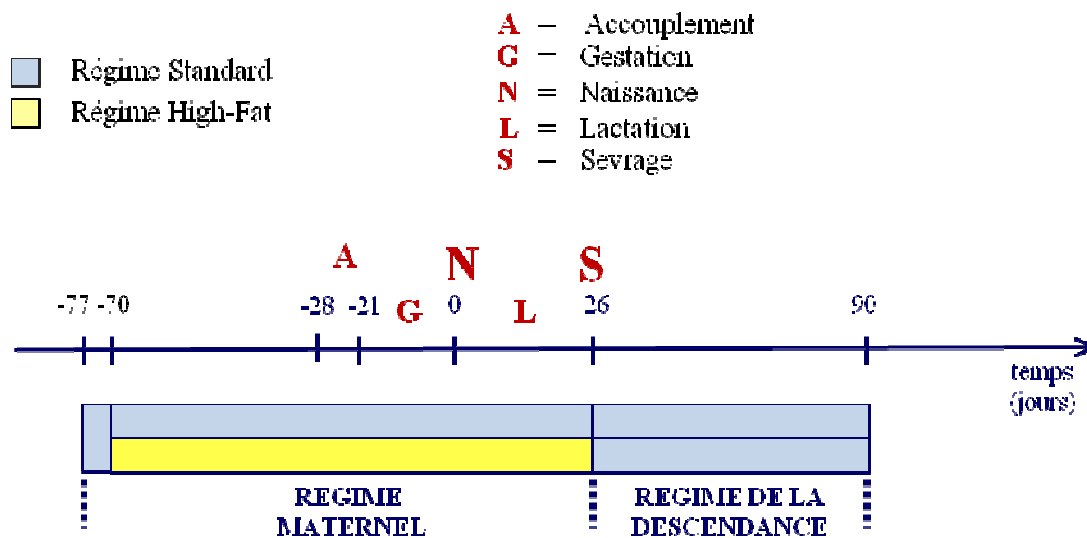 A = Accouplement
G = Gestation
N = Naissance
L = Lactation
S = Sevrage
Régime Standard
Régime High-Fat
A N S
-77 -70 -28 -21 G 0 L 26 90
temps
(jours)
REGIME
MATERNEL
REGIME DE LA
DESCENDANCE